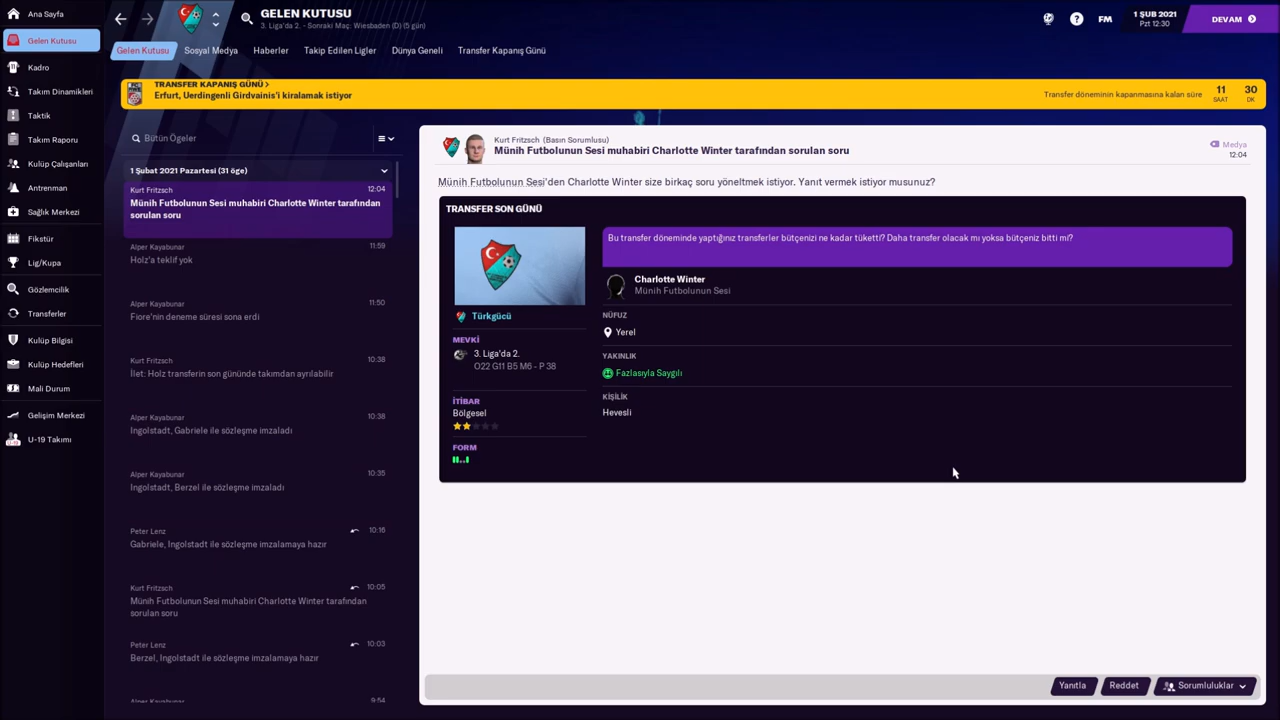 Ana Sayfa
Gelen Kutusu
Kadro
Takım Dinamikleri
Taktik
Takım Raporu
Kulüp Çalışanları
Antrenman
Sağlık Merkezi
Fikstür
Lig/Kupa
Gözlemcilik
Transferler
Kulüp Bilgisi
Kulüp Hedefleri
Mali Durum
Gelişim Merkezi
U-19 Takımı
GELEN KUTUSU
3. Liga'da 2. - Sonraki Maç: Wiesbaden (D) (5 gün)
FM
1 ŞUB 2021
Pzt 12:30
DEVAM
Gelen Kutusu Sosyal Medya Haberler Takip Edilen Ligler Dünya Geneli Transfer Kapanış Günü
TRANSFER KAPANIŞ GÜNÜ >
Erfurt, Uerdingenli Girdvainis'i kiralamak istiyor
Transfer döneminin kapanmasına kalan süre
11 30
SAAT DK
Bütün Ögeler
1 Şubat 2021 Pazartesi (31 öge)
Kurt Fritzsch 12:04
Münih Futbolunun Sesi muhabiri Charlotte Winter tarafından
sorulan soru
Alper Kayabunar 11:59
Holz'a teklif yok
Alper Kayabunar 11:50
Fiore'nin deneme süresi sona erdi
Kurt Fritzsch 10:38
İlet: Holz transferin son gününde takımdan ayrılabilir
Alper Kayabunar 10:38
Ingolstadt, Gabriele ile sözleşme imzaladı
Alper Kayabunar 10:35
Ingolstadt, Berzel ile sözleşme imzaladı
Peter Lenz 10:16
Gabriele, Ingolstadt ile sözleşme imzalamaya hazır
Kurt Fritzsch 10:05
Münih Futbolunun Sesi muhabiri Charlotte Winter tarafından
sorulan soru
Peter Lenz 10:03
Berzel, Ingolstadt ile sözleşme imzalamaya hazır
Alper Kayabunar 9:54
Kurt Fritzsch (Basın Sorumlusu)
Münih Futbolunun Sesi muhabiri Charlotte Winter tarafından sorulan soru
Medya
12:04
Münih Futbolunun Sesi'den Charlotte Winter size birkaç soru yöneltmek istiyor. Yanıt vermek istiyor musunuz?
TRANSFER SON GÜNÜ
Türkgücü
MEVKİ
3. Liga'da 2.
O22 G11 B5 M6 - P 38
İTİBAR
Bölgesel
FORM
Bu transfer döneminde yaptığınız transferler bütçenizi ne kadar tüketti? Daha transfer olacak mı yoksa bütçeniz bitti mi?
Charlotte Winter
Münih Futbolunun Sesi
NÜFUZ
Yerel
YAKINLIK
Fazlasıyla Saygılı
KİŞİLİK
Hevesli
Yanıtla Reddet Sorumluluklar